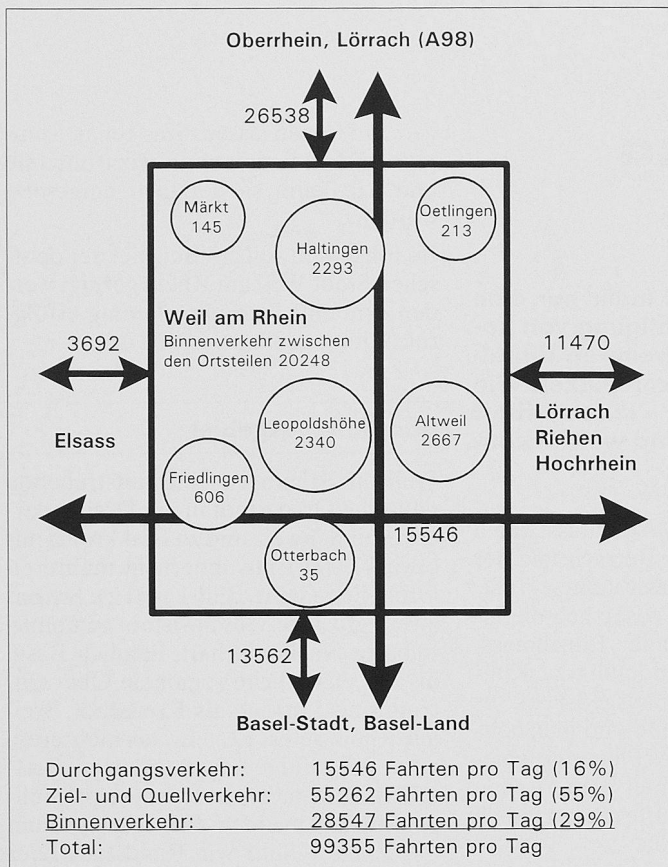 Oberrhein, Lörrach (A98)
26538
Märkt
145
Haltingen
2293
Oetlingen
213
Weil am Rhein
Binnenverkehr zwischen
den Ortsteilen 20248
3692
11470
Elsass
Lörrach
Riehen
Hochrhein
Leopoldshöhe
2340
Altweil
2667
Friedlingen
606
15546
Otterbach
35
13562
Basel-Stadt, Basel-Land
Durchgangsverkehr: 15546 Fahrten pro Tag (16%)
Ziel- und Quellverkehr: 55262 Fahrten pro Tag (55%)
Binnenverkehr: 28547 Fahrten pro Tag (29%)
Total: 99355 Fahrten pro Tag